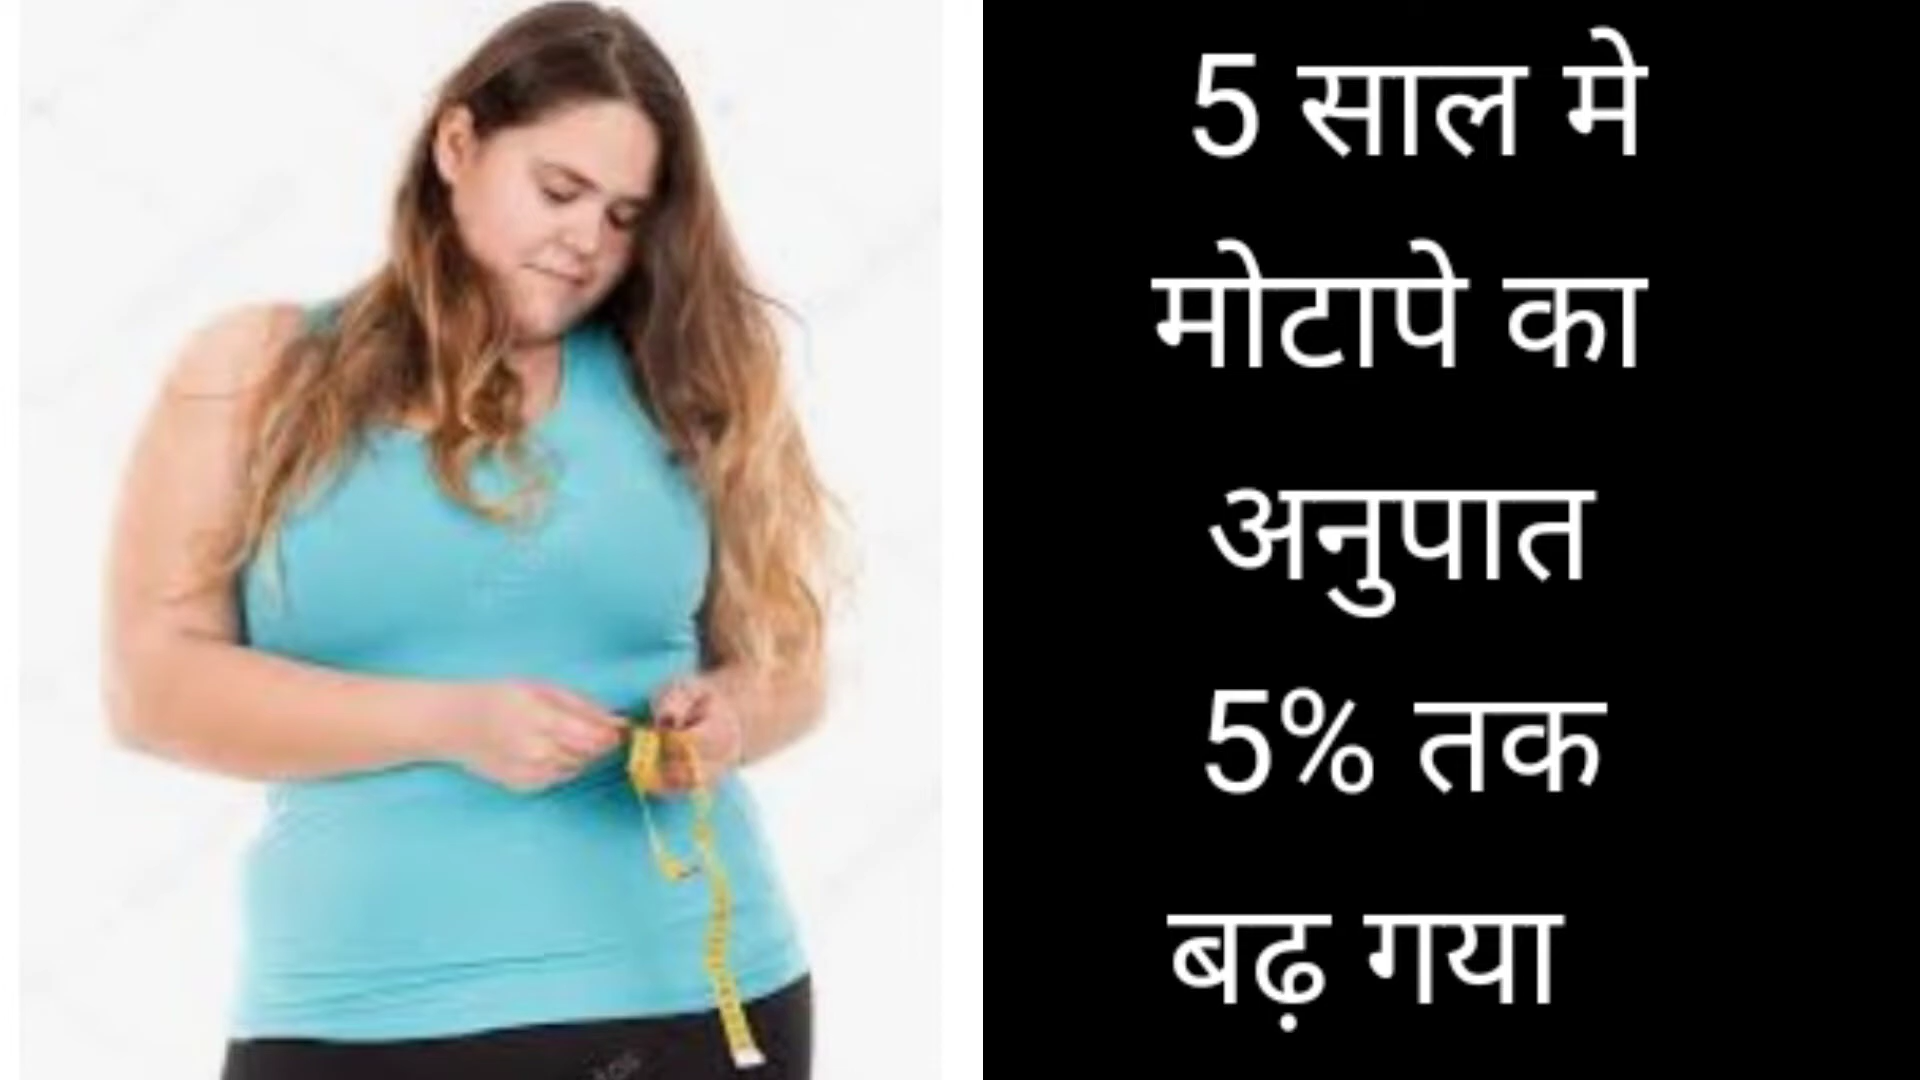 5 साल मे
मोटापे का
अनुपात
5% तक
बढ़ गया